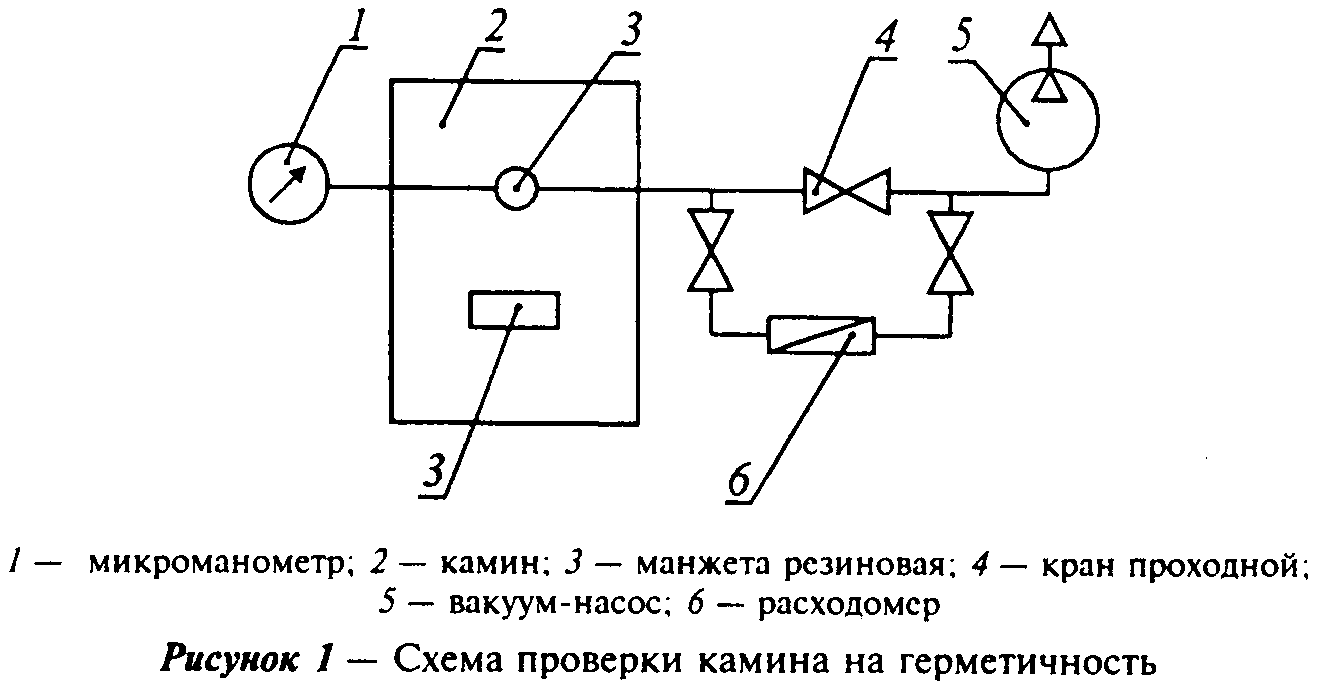 1 2 3 4 5
3 6
1 — микроманометр; 2 — камин; 3 — манжета резиновая; 4 — кран проходной;
5 — вакуум-насос; 6 — расходомер
Рисунок 1 — Схема проверки камина на герметичность